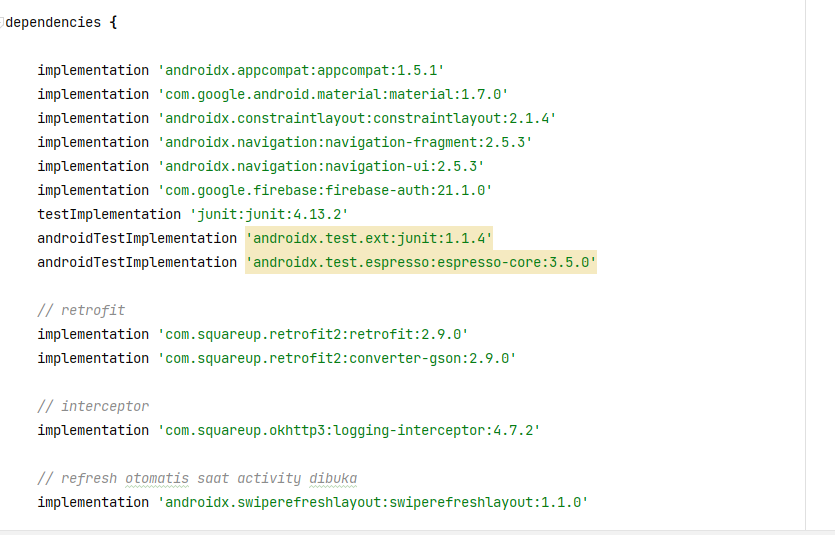 dependencies {
implementation 'androidx.appcompat:appcompat:1.5.1'
implementation 'com.google.android.material:material:1.7.0'
implementation 'androidx.constraintlayout:constraintlayout:2.1.4'
implementation 'androidx.navigation:navigation-fragment:2.5.3'
implementation 'androidx.navigation:navigation-ui:2.5.3'
implementation 'com.google.firebase:firebase-auth:21.1.0'
testImplementation 'junit:junit:4.13.2'
androidTestImplementation 'androidx.test.ext:junit:1.1.4'
androidTestImplementation 'androidx.test.espresso:espresso-core:3.5.0'
// retrofit
implementation 'com.squareup.retrofit2:retrofit:2.9.0'
implementation 'com.squareup.retrofit2:converter-gson:2.9.0'
// interceptor
implementation 'com.squareup.okhttp3:logging-interceptor:4.7.2'
// refresh otomatis saat activity dibuka
implementation 'androidx.swiperefreshlayout:swiperefreshlayout:1.1.0'